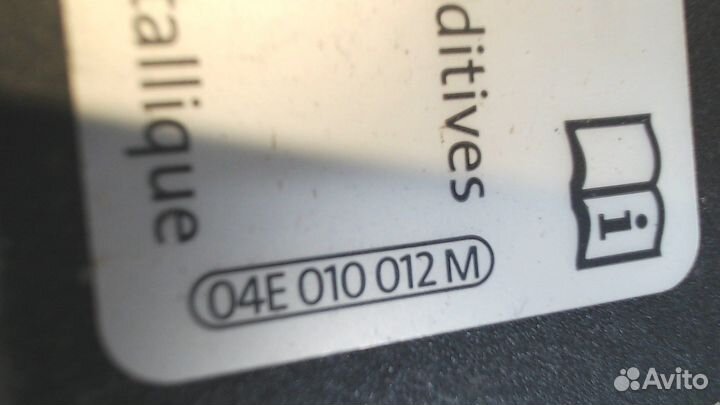 tallique
ditives
i
04E 010 012 M
Avito